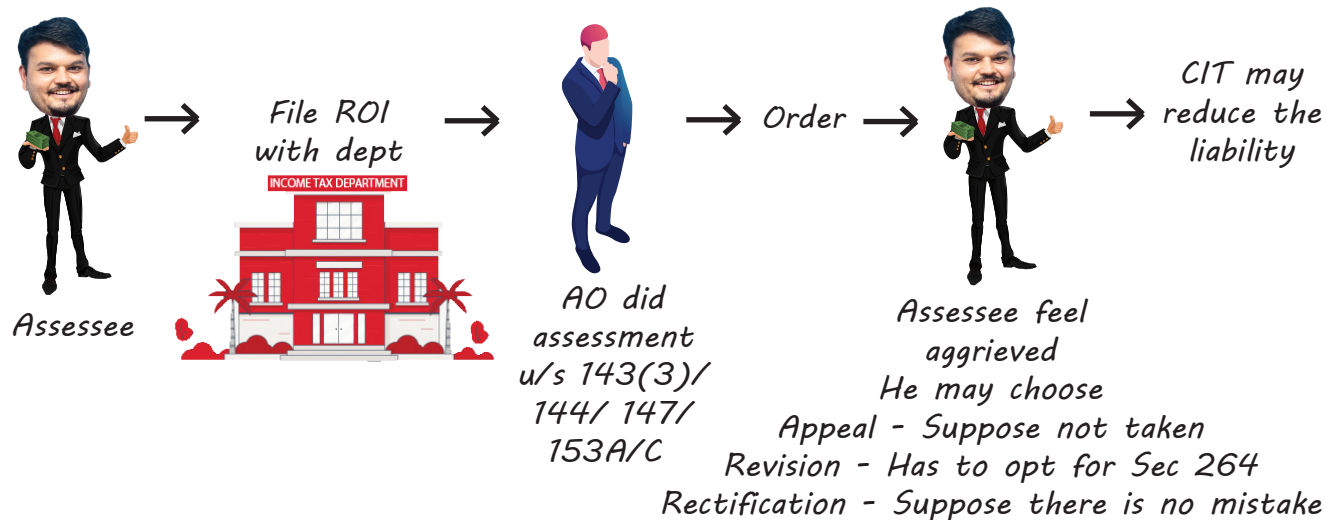 Assessee
File ROI
with dept
INCOME TAX DEPARTMENT
AO did
assessment
u/s 143(3)/
144/ 147/
153A/C
Order
Assessee feel
aggrieved
He may choose
Appeal - Suppose not taken
Revision - Has to opt for Sec 264
Rectification - Suppose there is no mistake
CIT may
reduce the
liability